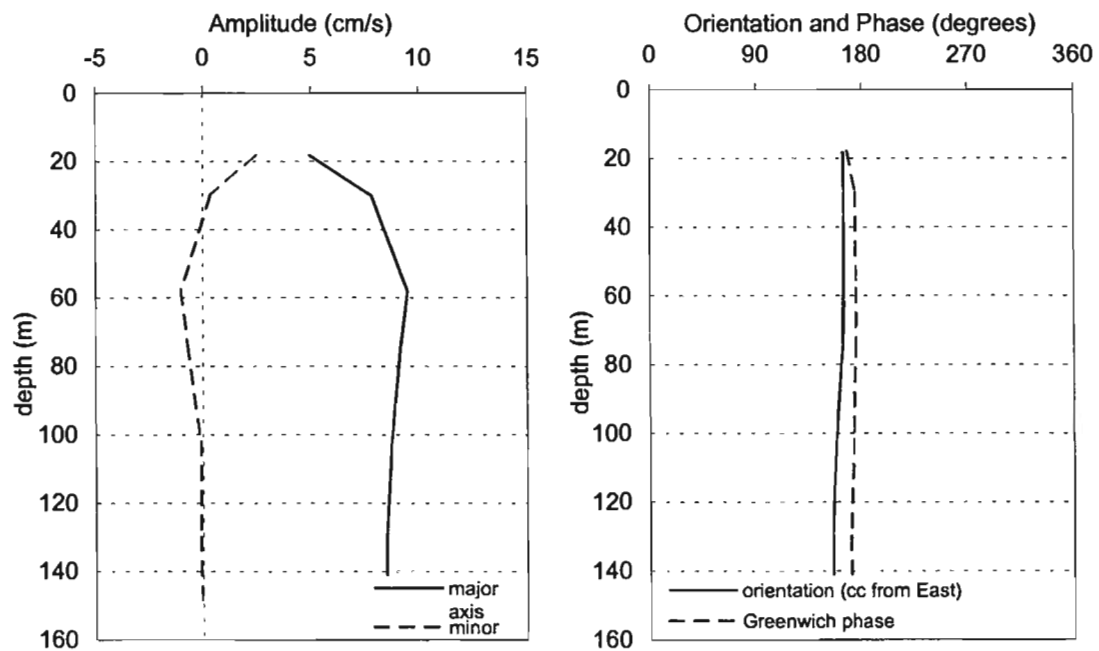 Amplitude (cm/s)
-5 0 5 10 15
0
20
40
60
80
100
120
140
160
depth (m)
major
axis
minor
Orientation and Phase (degrees)
0 90 180 270 360
0
20
40
60
80
100
120
140
160
depth (m)
orientation (cc from East)
Greenwich phase